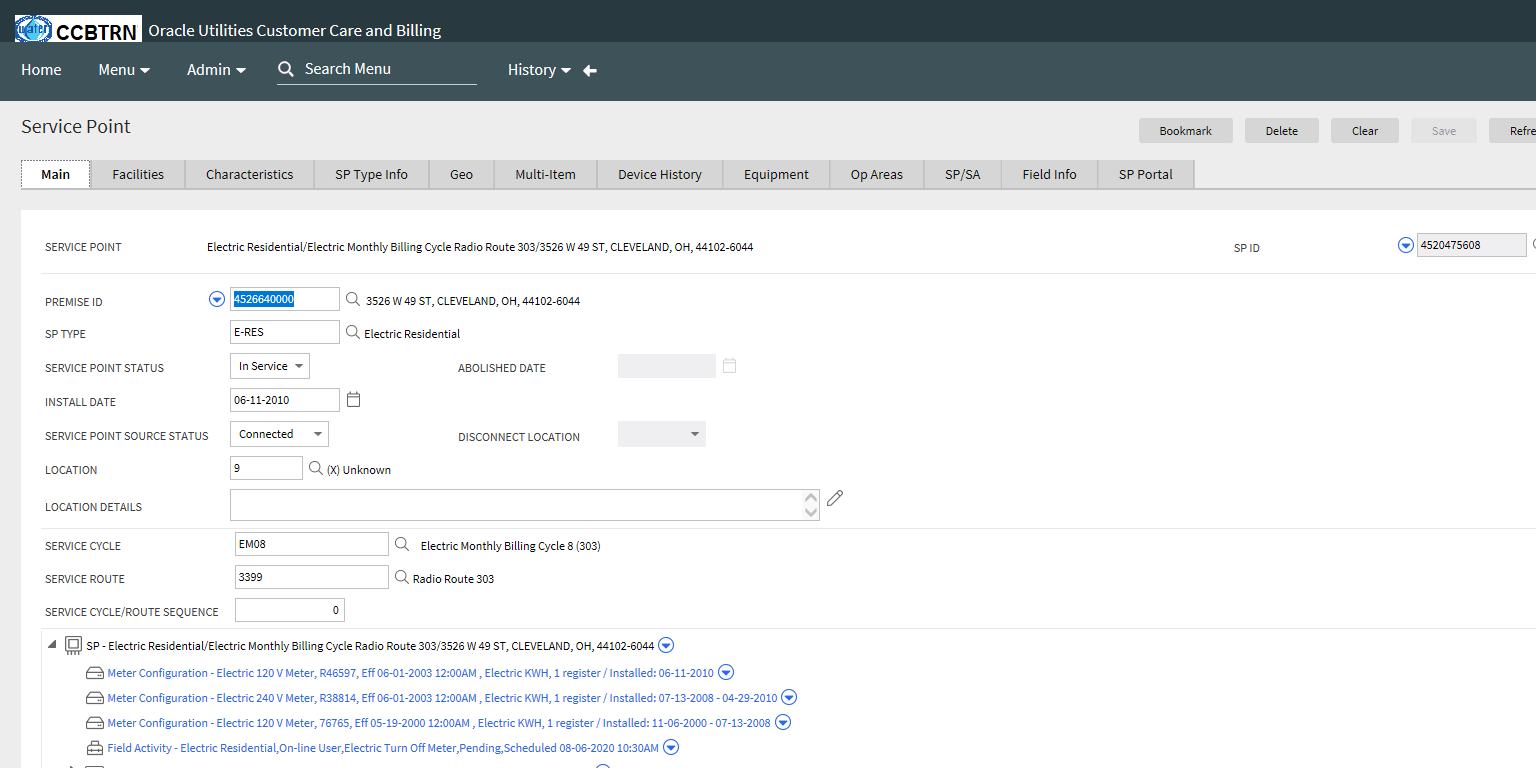 water CCBTRN Oracle Utilities Customer Care and Billing
Home Menu Admin Search Menu History
Service Point
Bookmark Delete Clear Save Refre
Main Facilities Characteristics SP Type Info Geo Multi-Item Device History Equipment Op Areas SP/SA Field Info SP Portal
SERVICE POINT Electric Residential/Electric Monthly Billing Cycle Radio Route 303/3526 W 49 ST, CLEVELAND, OH, 44102-6044 SP ID 4520475608
PREMISE ID 4526640000 3526 W 49 ST, CLEVELAND, OH, 44102-6044
SP TYPE E-RES Electric Residential
SERVICE POINT STATUS In Service ABOLISHED DATE
INSTALL DATE 06-11-2010
SERVICE POINT SOURCE STATUS Connected DISCONNECT LOCATION
LOCATION 9 (X) Unknown
LOCATION DETAILS
SERVICE CYCLE EM08 Electric Monthly Billing Cycle 8 (303)
SERVICE ROUTE 3399 Radio Route 303
SERVICE CYCLE/ROUTE SEQUENCE 0
SP - Electric Residential/Electric Monthly Billing Cycle Radio Route 303/3526 W 49 ST, CLEVELAND, OH, 44102-6044
Meter Configuration - Electric 120 V Meter, R46597, Eff 06-01-2003 12:00AM , Electric KWH, 1 register / Installed: 06-11-2010
Meter Configuration - Electric 240 V Meter, R38814, Eff 06-01-2003 12:00AM , Electric KWH, 1 register / Installed: 07-13-2008 - 04-29-2010
Meter Configuration - Electric 120 V Meter, 76765, Eff 05-19-2000 12:00AM , Electric KWH, 1 register / Installed: 11-06-2000 - 07-13-2008
Field Activity - Electric Residential,On-line User,Electric Turn Off Meter,Pending,Scheduled 08-06-2020 10:30AM